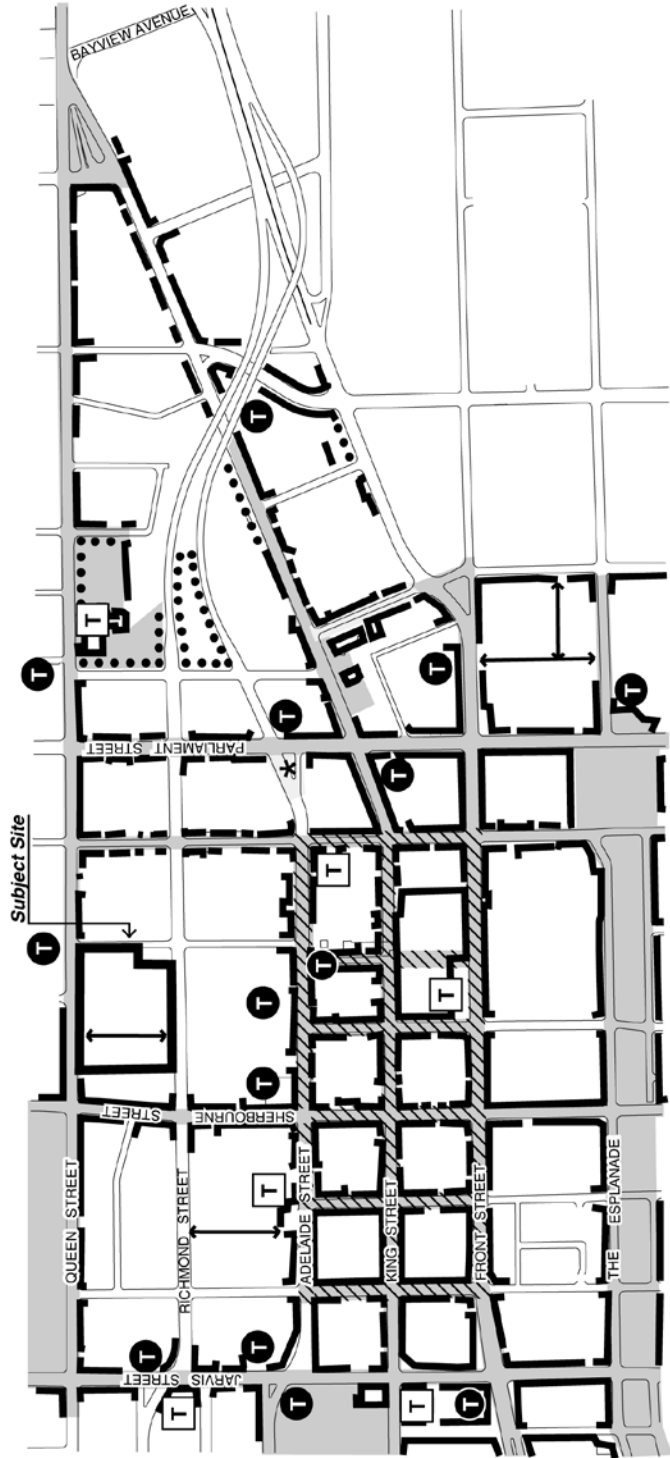 BAYVIEW AVENUE
T
T
T
T
T
T
PARLIAMENT STREET
T
*
T
Subject Site
T
T
T
T
T
SHERBOURNE STREET
T
QUEEN STREET
RICHMOND STREET
ADELAIDE STREET
KING STREET
FRONT STREET
THE ESPLANADE
T
T
JARVIS STREET
T
T
T
T